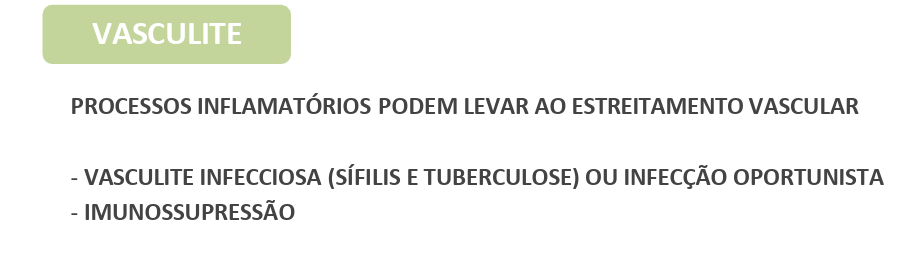 VASCULITE
PROCESSOS INFLAMATÓRIOS PODEM LEVAR AO ESTREITAMENTO VASCULAR
- VASCULITE INFECCIOSA (SÍFILIS E TUBERCULOSE) OU INFECÇÃO OPORTUNISTA
- IMUNOSSUPRESSÃO